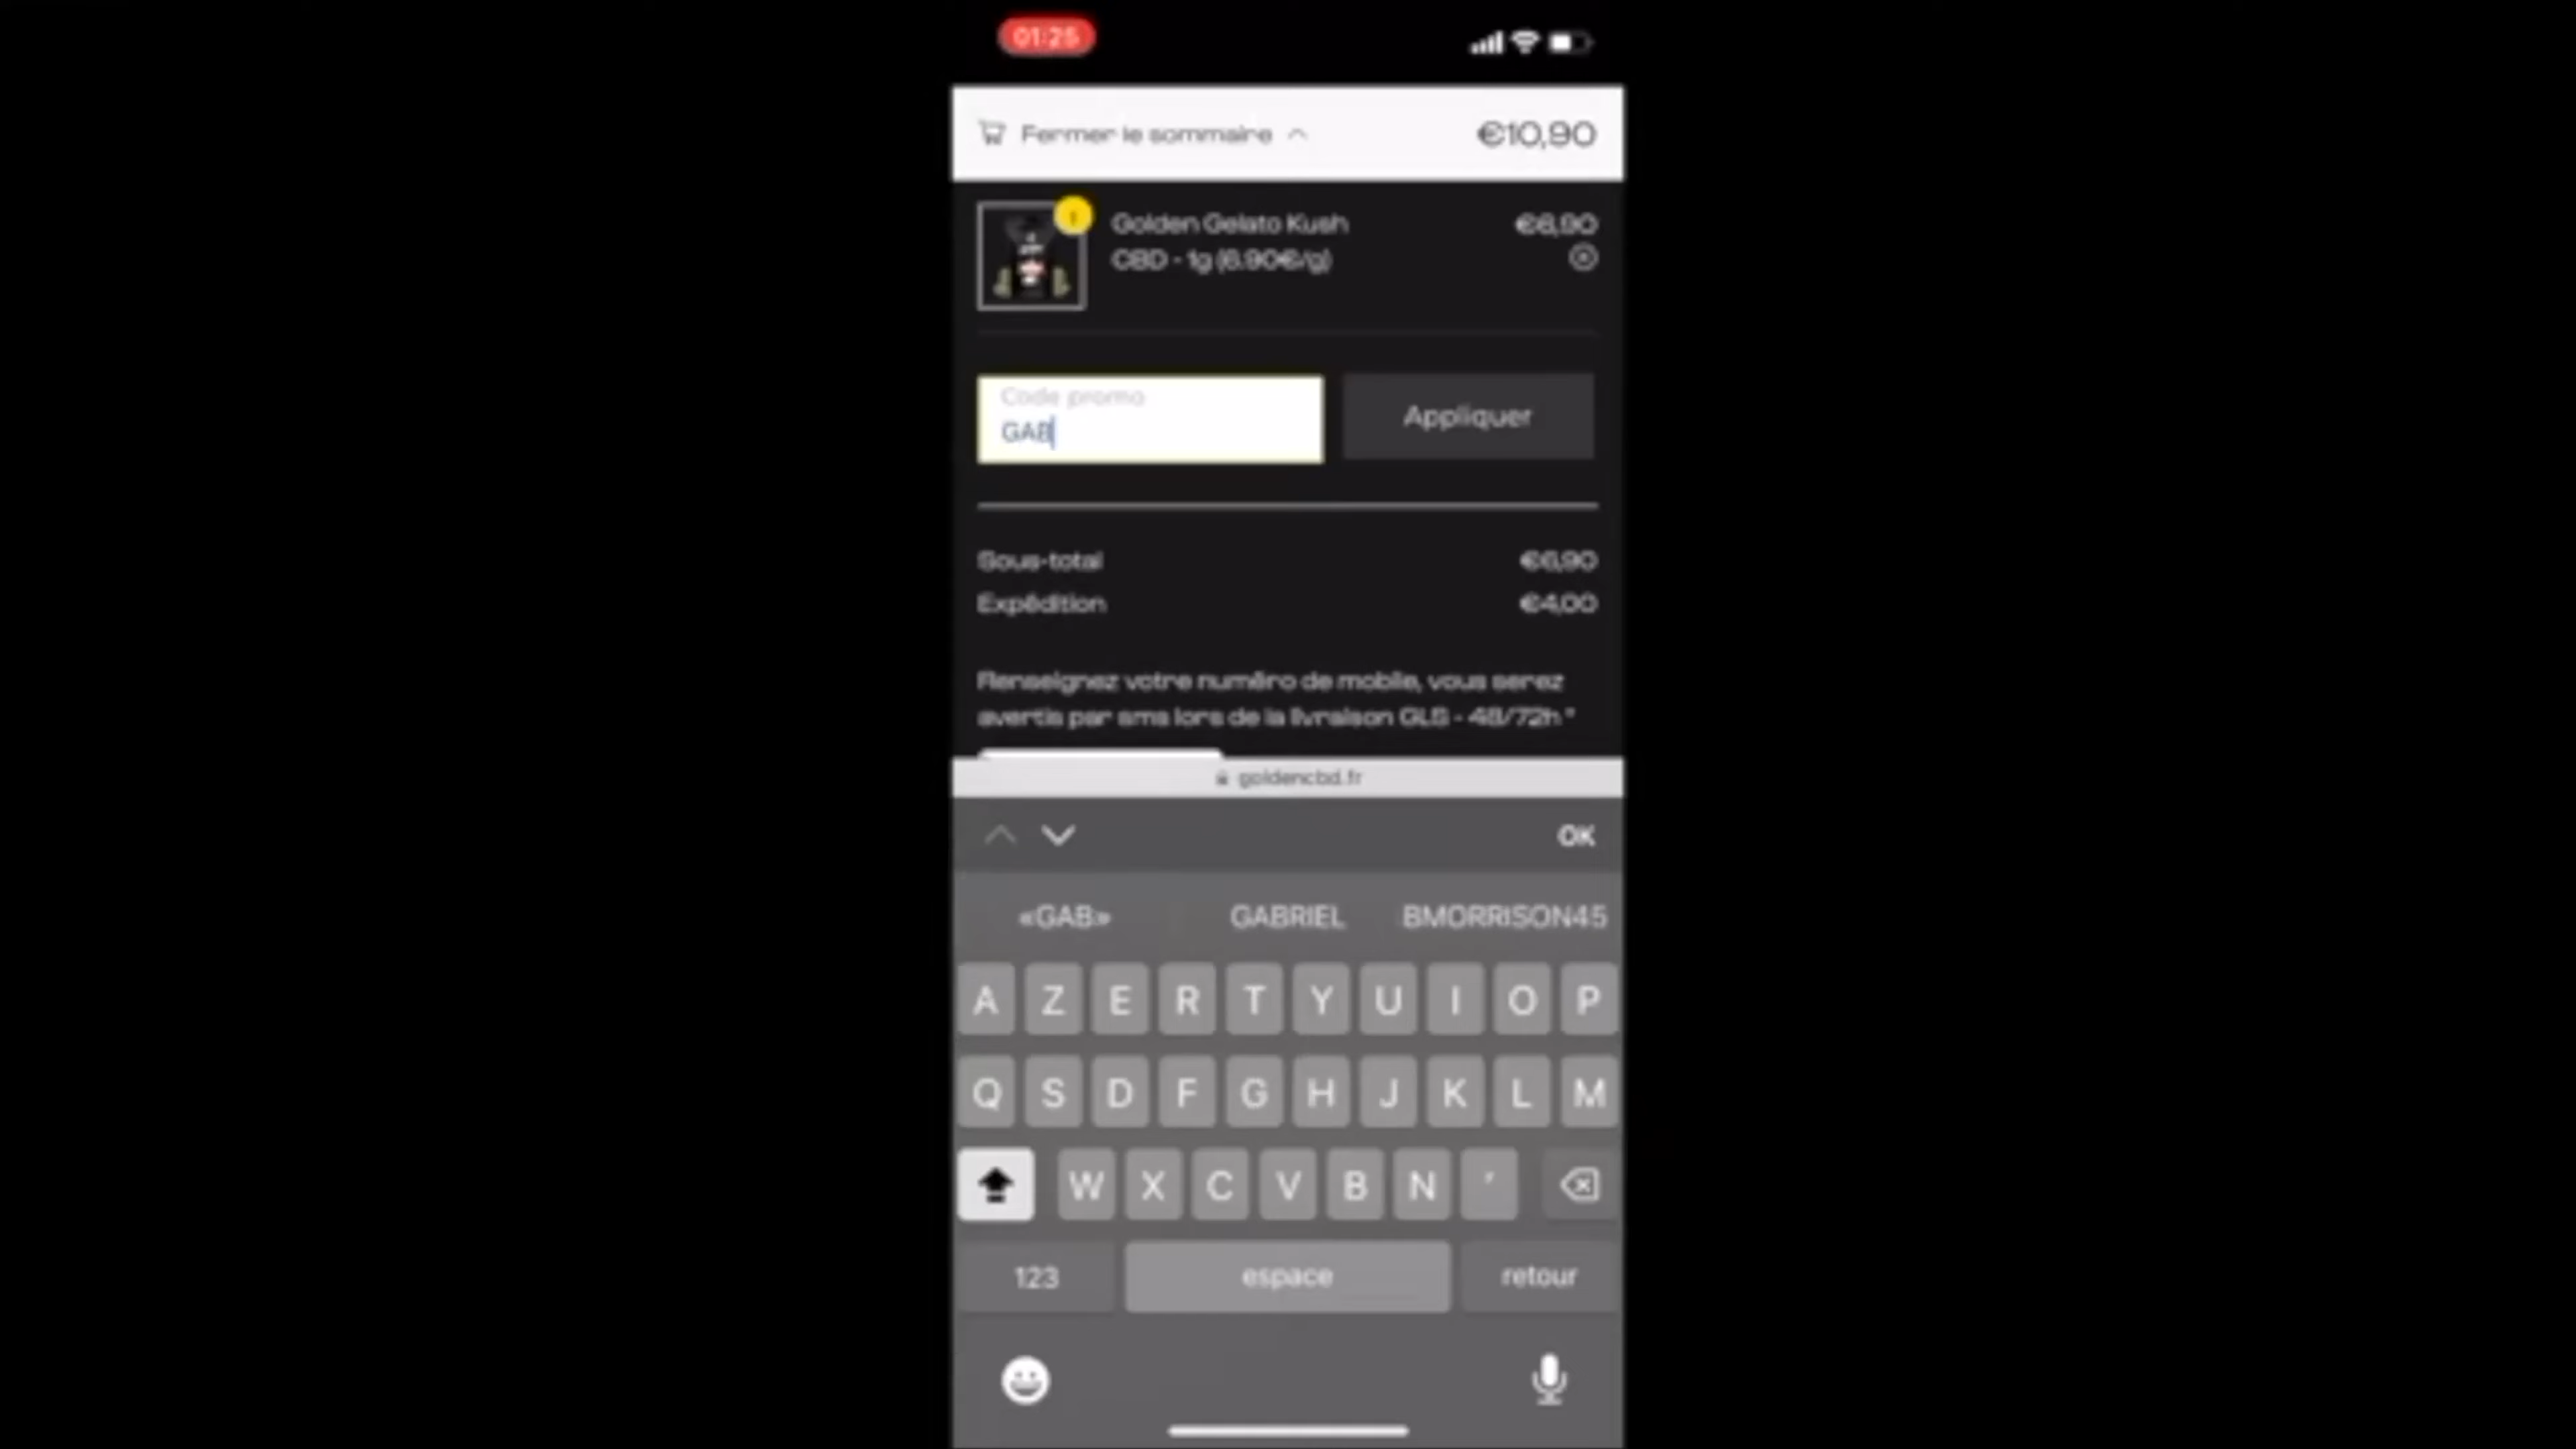 01:25
Fermer le sommaire €10,90
Golden Gelato Kush €6,90
CBD - 1g (6.90€/g)
Code promo
GAB
Appliquer
Sous-total €6,90
Expédition €4,00
Renseignez votre numéro de mobile, vous serez
avertis par sms lors de la livraison GLS - 48/72h *
goldencbd.fr
OK
«GAB» GABRIEL BMORRISON45
A Z E R T Y U I O P
Q S D F G H J K L M
W X C V B N '
123 espace retour